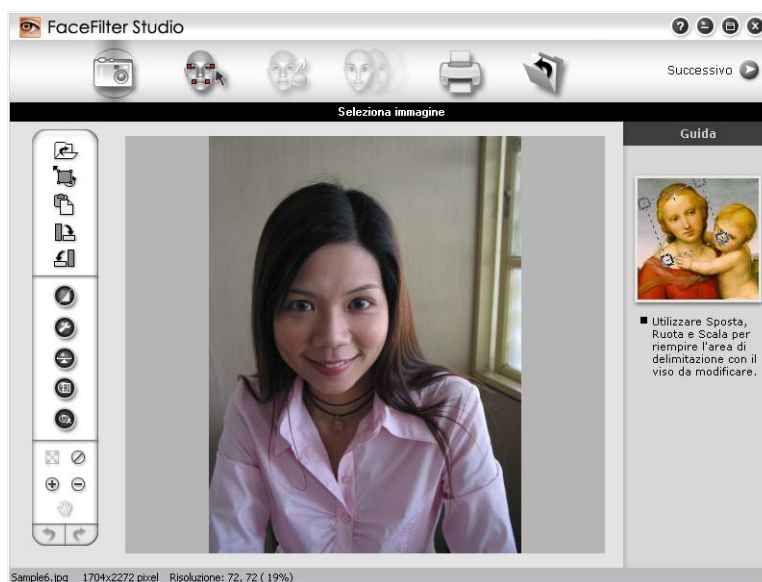 FaceFilter Studio
Successivo
Seleziona immagine
Guida
Utilizzare Sposta,
Ruota e Scala per
riempire l'area di
delimitazione con il
viso da modificare.
Sample6.jpg 1704x2272 pixel Risoluzione: 72, 72 ( 19%)